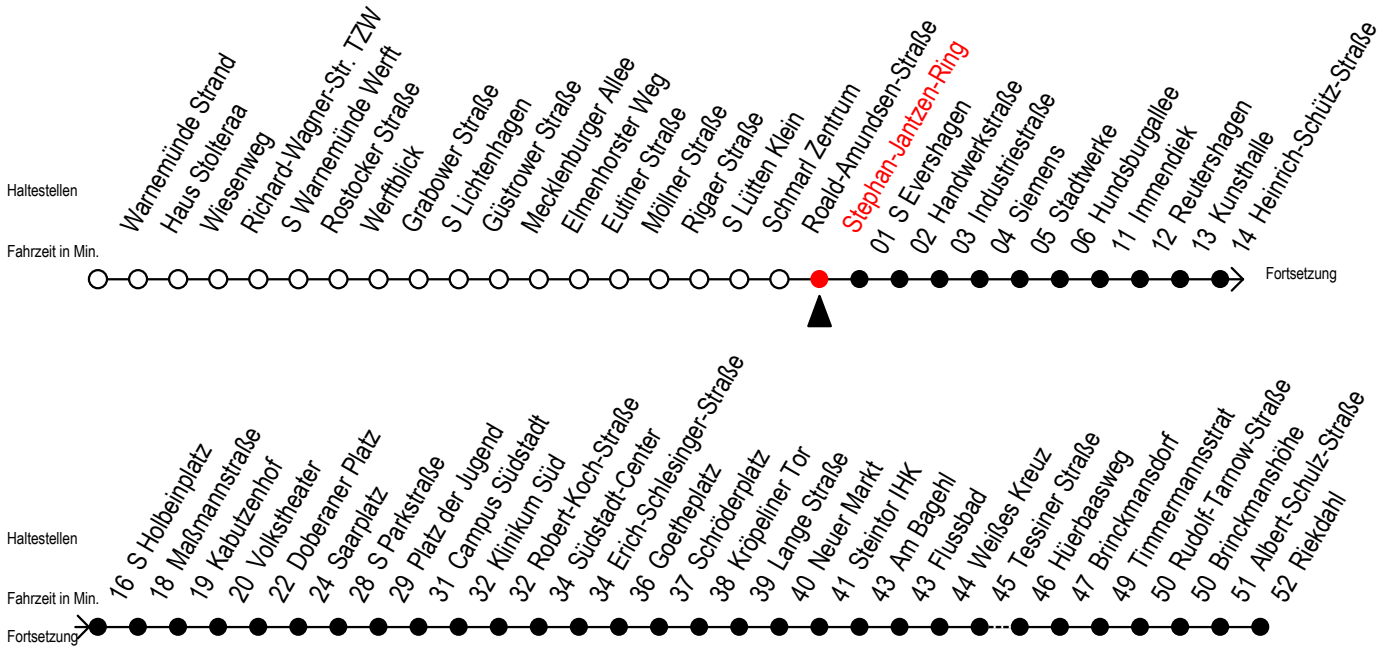 Haltestellen
Warnemünde Strand
Haus Stolteraa
Wiesenweg
Richard-Wagner-Str. TZW
S Warnemünde Werft
Rostocker Straße
Werftblick
Grabower Straße
S Lichtenhagen
Güstrower Straße
Mecklenburger Allee
Elmenhorster Weg
Eutiner Straße
Möllner Straße
Rigaer Straße
S Lütten Klein
Schmarl Zentrum
Roald-Amundsen-Straße
Stephan-Jantzen-Ring
01 S Evershagen
02 Handwerkstraße
03 Industriestraße
04 Siemens
05 Stadtwerke
06 Hundsburgallee
11 Immendiek
12 Reutershagen
13 Kunsthalle
14 Heinrich-Schütz-Straße
Fahrzeit in Min.
Fortsetzung
Haltestellen
16 S Holbeinplatz
18 Maßmannstraße
19 Kabutzenhof
20 Volkstheater
22 Doberaner Platz
24 Saarplatz
28 S Parkstraße
29 Platz der Jugend
31 Campus Südstadt
32 Klinikum Süd
32 Robert-Koch-Straße
34 Südstadt-Center
34 Erich-Schlesinger-Straße
36 Goetheplatz
37 Schröderplatz
38 Kröpeliner Tor
39 Lange Straße
40 Neuer Markt
41 Steintor IHK
43 Am Bagehl
43 Flussbad
44 Weißes Kreuz
45 Tessiner Straße
46 Hüerbaasweg
47 Brinckmansdorf
49 Timmermannsstrat
50 Rudolf-Tarnow-Straße
50 Brinckmanshöhe
51 Albert-Schulz-Straße
52 Riekdahl
Fahrzeit in Min.
Fortsetzung